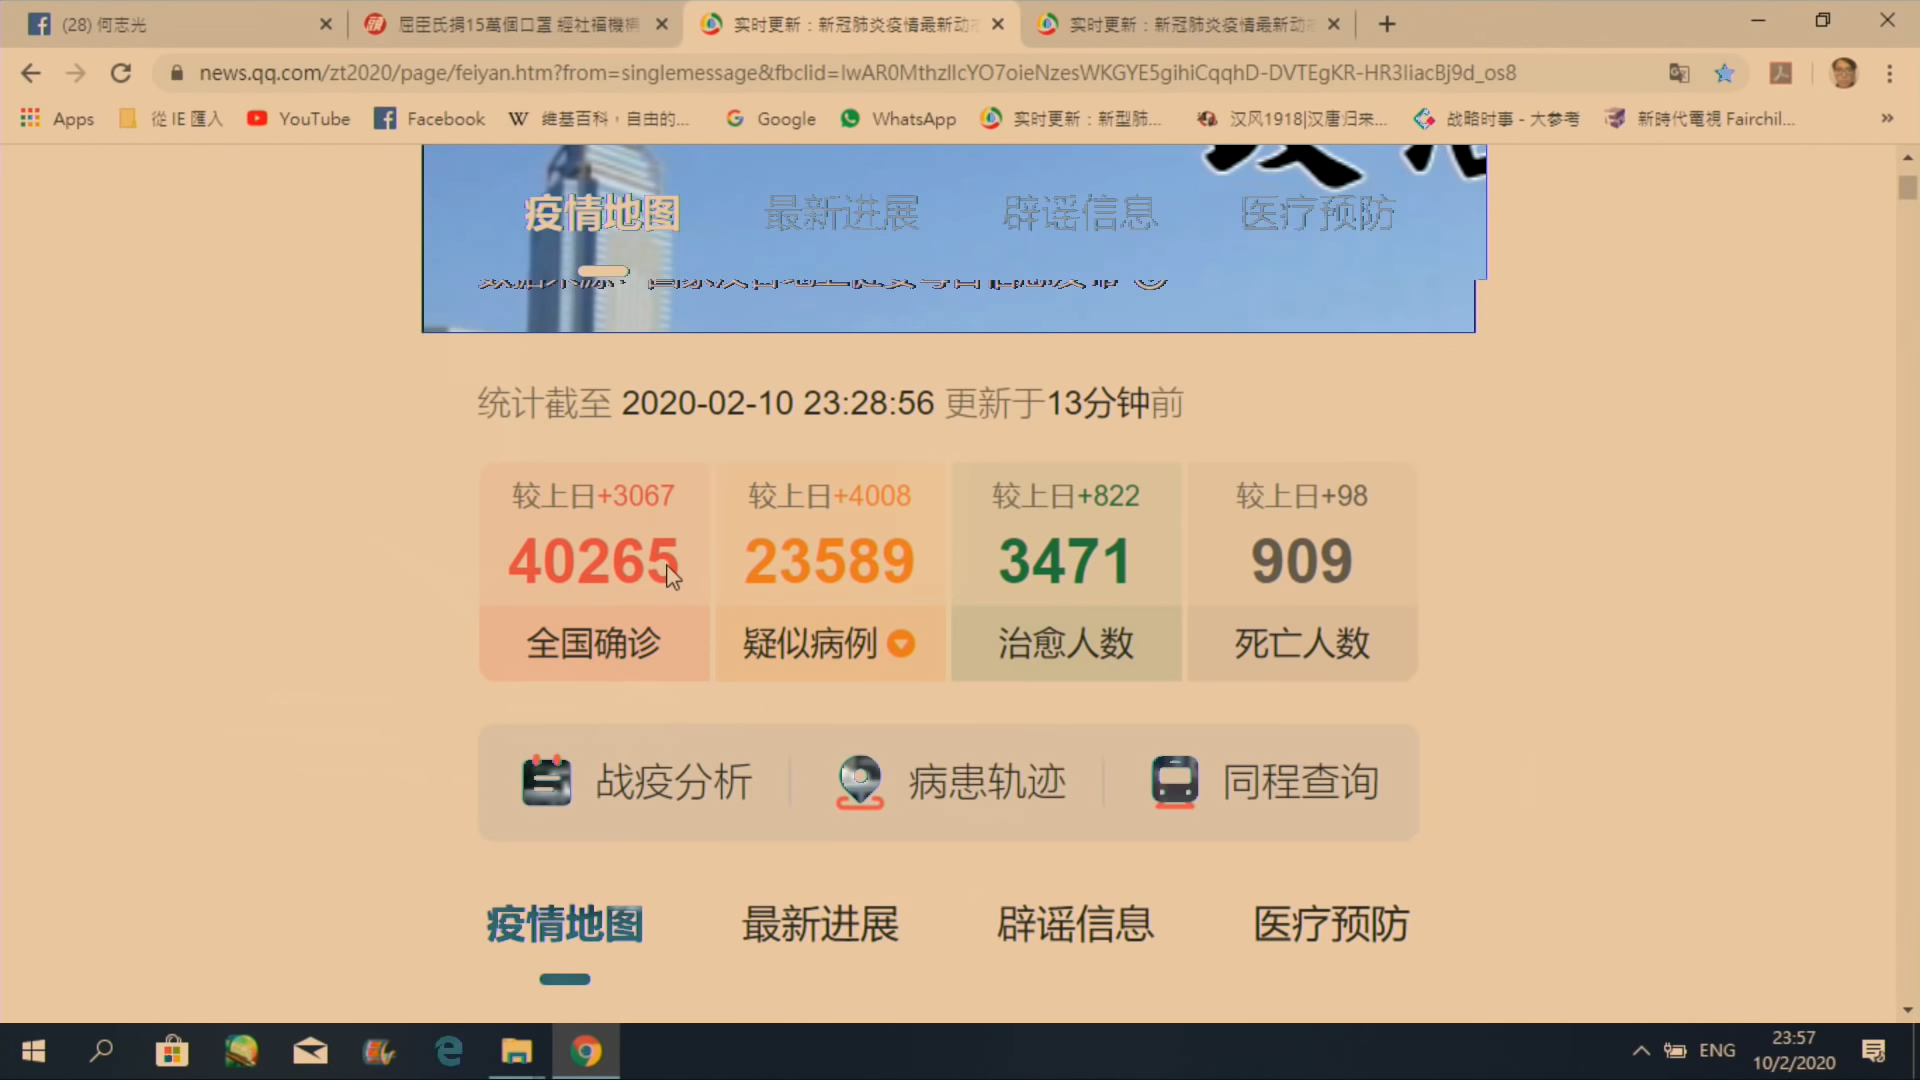 (28) 何志光
屈臣氏捐15萬個口罩 經社福機
实时更新：新冠肺炎疫情最新动
实时更新：新冠肺炎疫情最新动
news.qq.com/zt2020/page/feiyan.htm?from=singlemessage&fbclid=IwAR0MthzlIcYO7oieNzesWKGYE5gihiCqqhD-DVTEgKR-HR3IiacBj9d_os8
Apps
從 IE 匯入
YouTube
Facebook
維基百科，自由的...
Google
WhatsApp
实时更新：新型肺...
汉风1918|汉唐归来...
战略时事 - 大参考
新時代電視 Fairchil...
疫情地图 最新进展 辟谣信息 医疗预防
统计截至 2020-02-10 23:28:56 更新于13分钟前
较上日+3067 较上日+4008 较上日+822 较上日+98
40265 23589 3471 909
全国确诊 疑似病例 治愈人数 死亡人数
战疫分析 病患轨迹 同程查询
疫情地图 最新进展 辟谣信息 医疗预防
ENG
23:57
10/2/2020